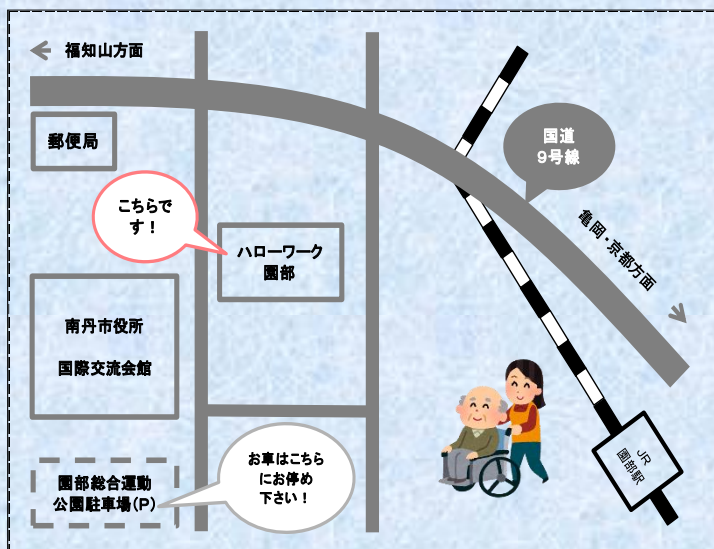 福知山方面
郵便局
国道
9号線
こちらで
す！
亀岡・京都方面
ハローワーク
園部
南丹市役所
国際交流会館
お車はこちら
にお停め
下さい！
園部総合運動
公園駐車場(P)
JR
園部駅